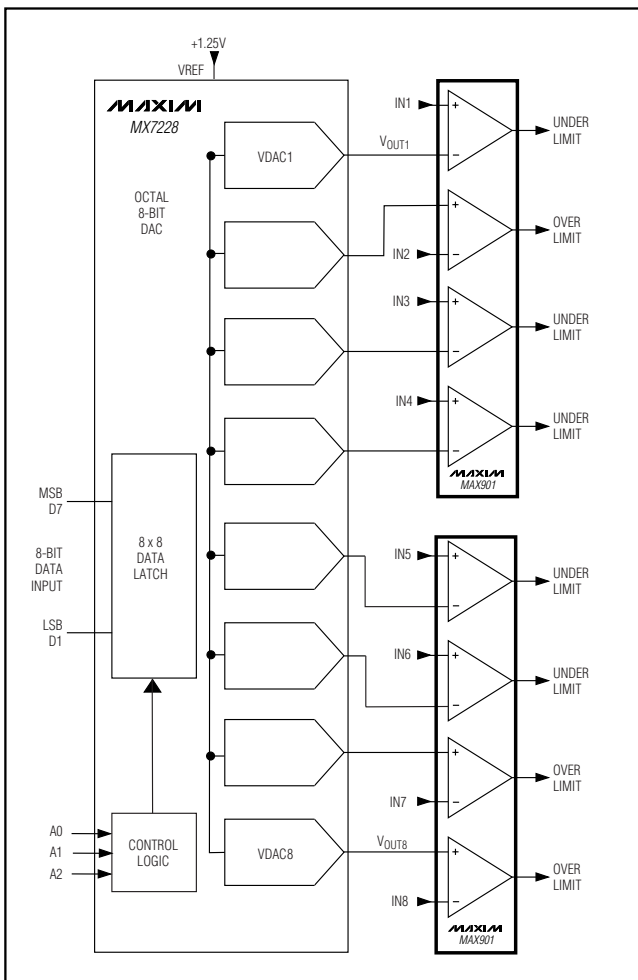 +1.25V
VREF
MAXIM
MX7228
OCTAL
8-BIT
DAC
MSB
D7
8-BIT
DATA
INPUT
LSB
D1
8 x 8
DATA
LATCH
A0
A1
A2
CONTROL
LOGIC
VDAC1
VDAC8
VOUT1
VOUT8
IN1
+
−
UNDER
LIMIT
+
IN2
−
OVER
LIMIT
IN3
+
−
UNDER
LIMIT
IN4
+
−
UNDER
LIMIT
MAXIM
MAX901
IN5
+
−
UNDER
LIMIT
IN6
+
−
UNDER
LIMIT
+
IN7
−
OVER
LIMIT
+
IN8
−
OVER
LIMIT
MAXIM
MAX901